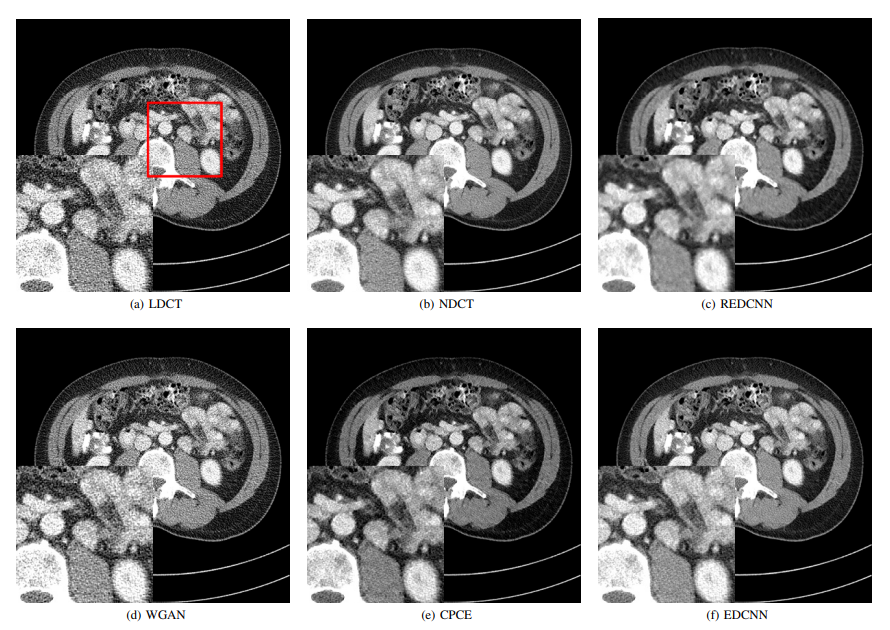 (a) LDCT
(b) NDCT
(c) REDCNN
(d) WGAN
(e) CPCE
(f) EDCNN